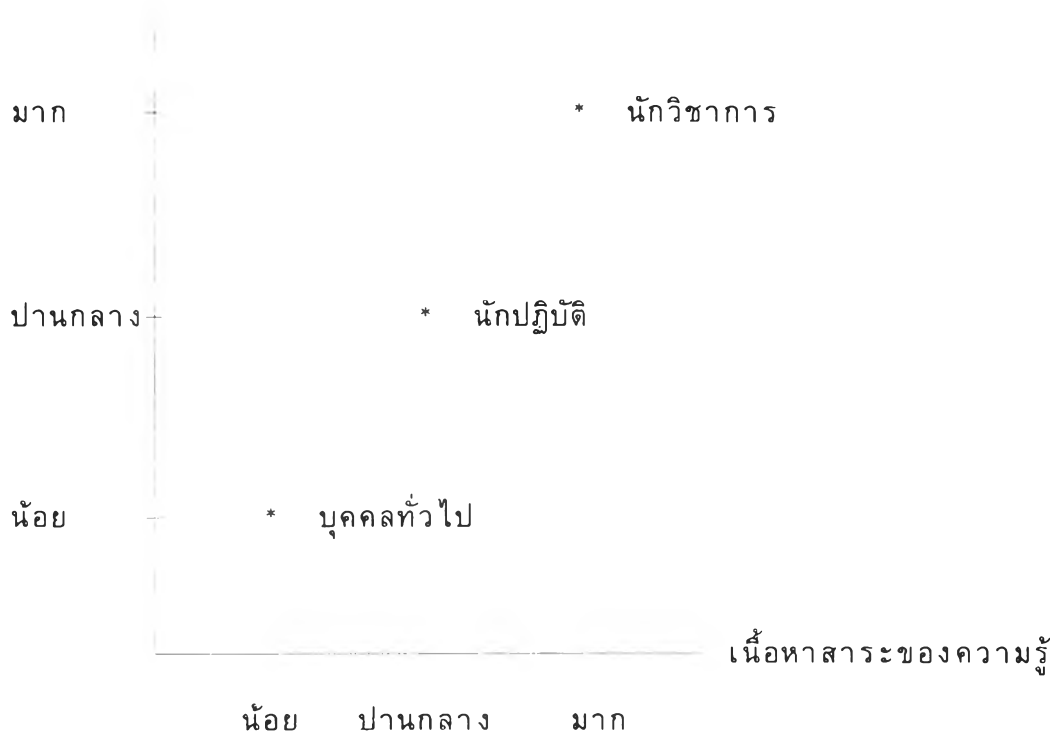 มาก * นักวิชาการ
ปานกลาง * นักปฏิบัติ
น้อย * บุคคลทั่วไป
เนื้อหาสาระของความรู้
น้อย ปานกลาง มาก